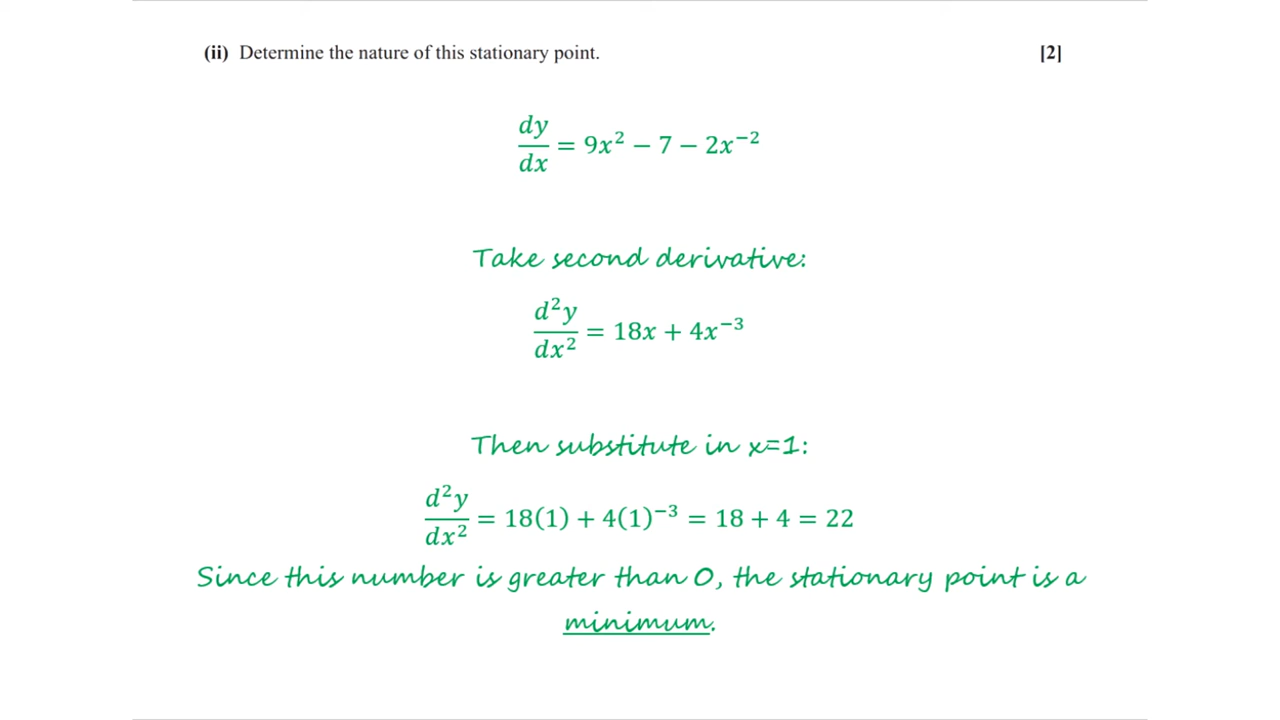 (ii) Determine the nature of this stationary point. [2]
dy/dx = 9x² − 7 − 2x⁻²
Take second derivative:
d²y/dx² = 18x + 4x⁻³
Then substitute in x=1:
d²y/dx² = 18(1) + 4(1)⁻³ = 18 + 4 = 22
Since this number is greater than 0, the stationary point is a
minimum.